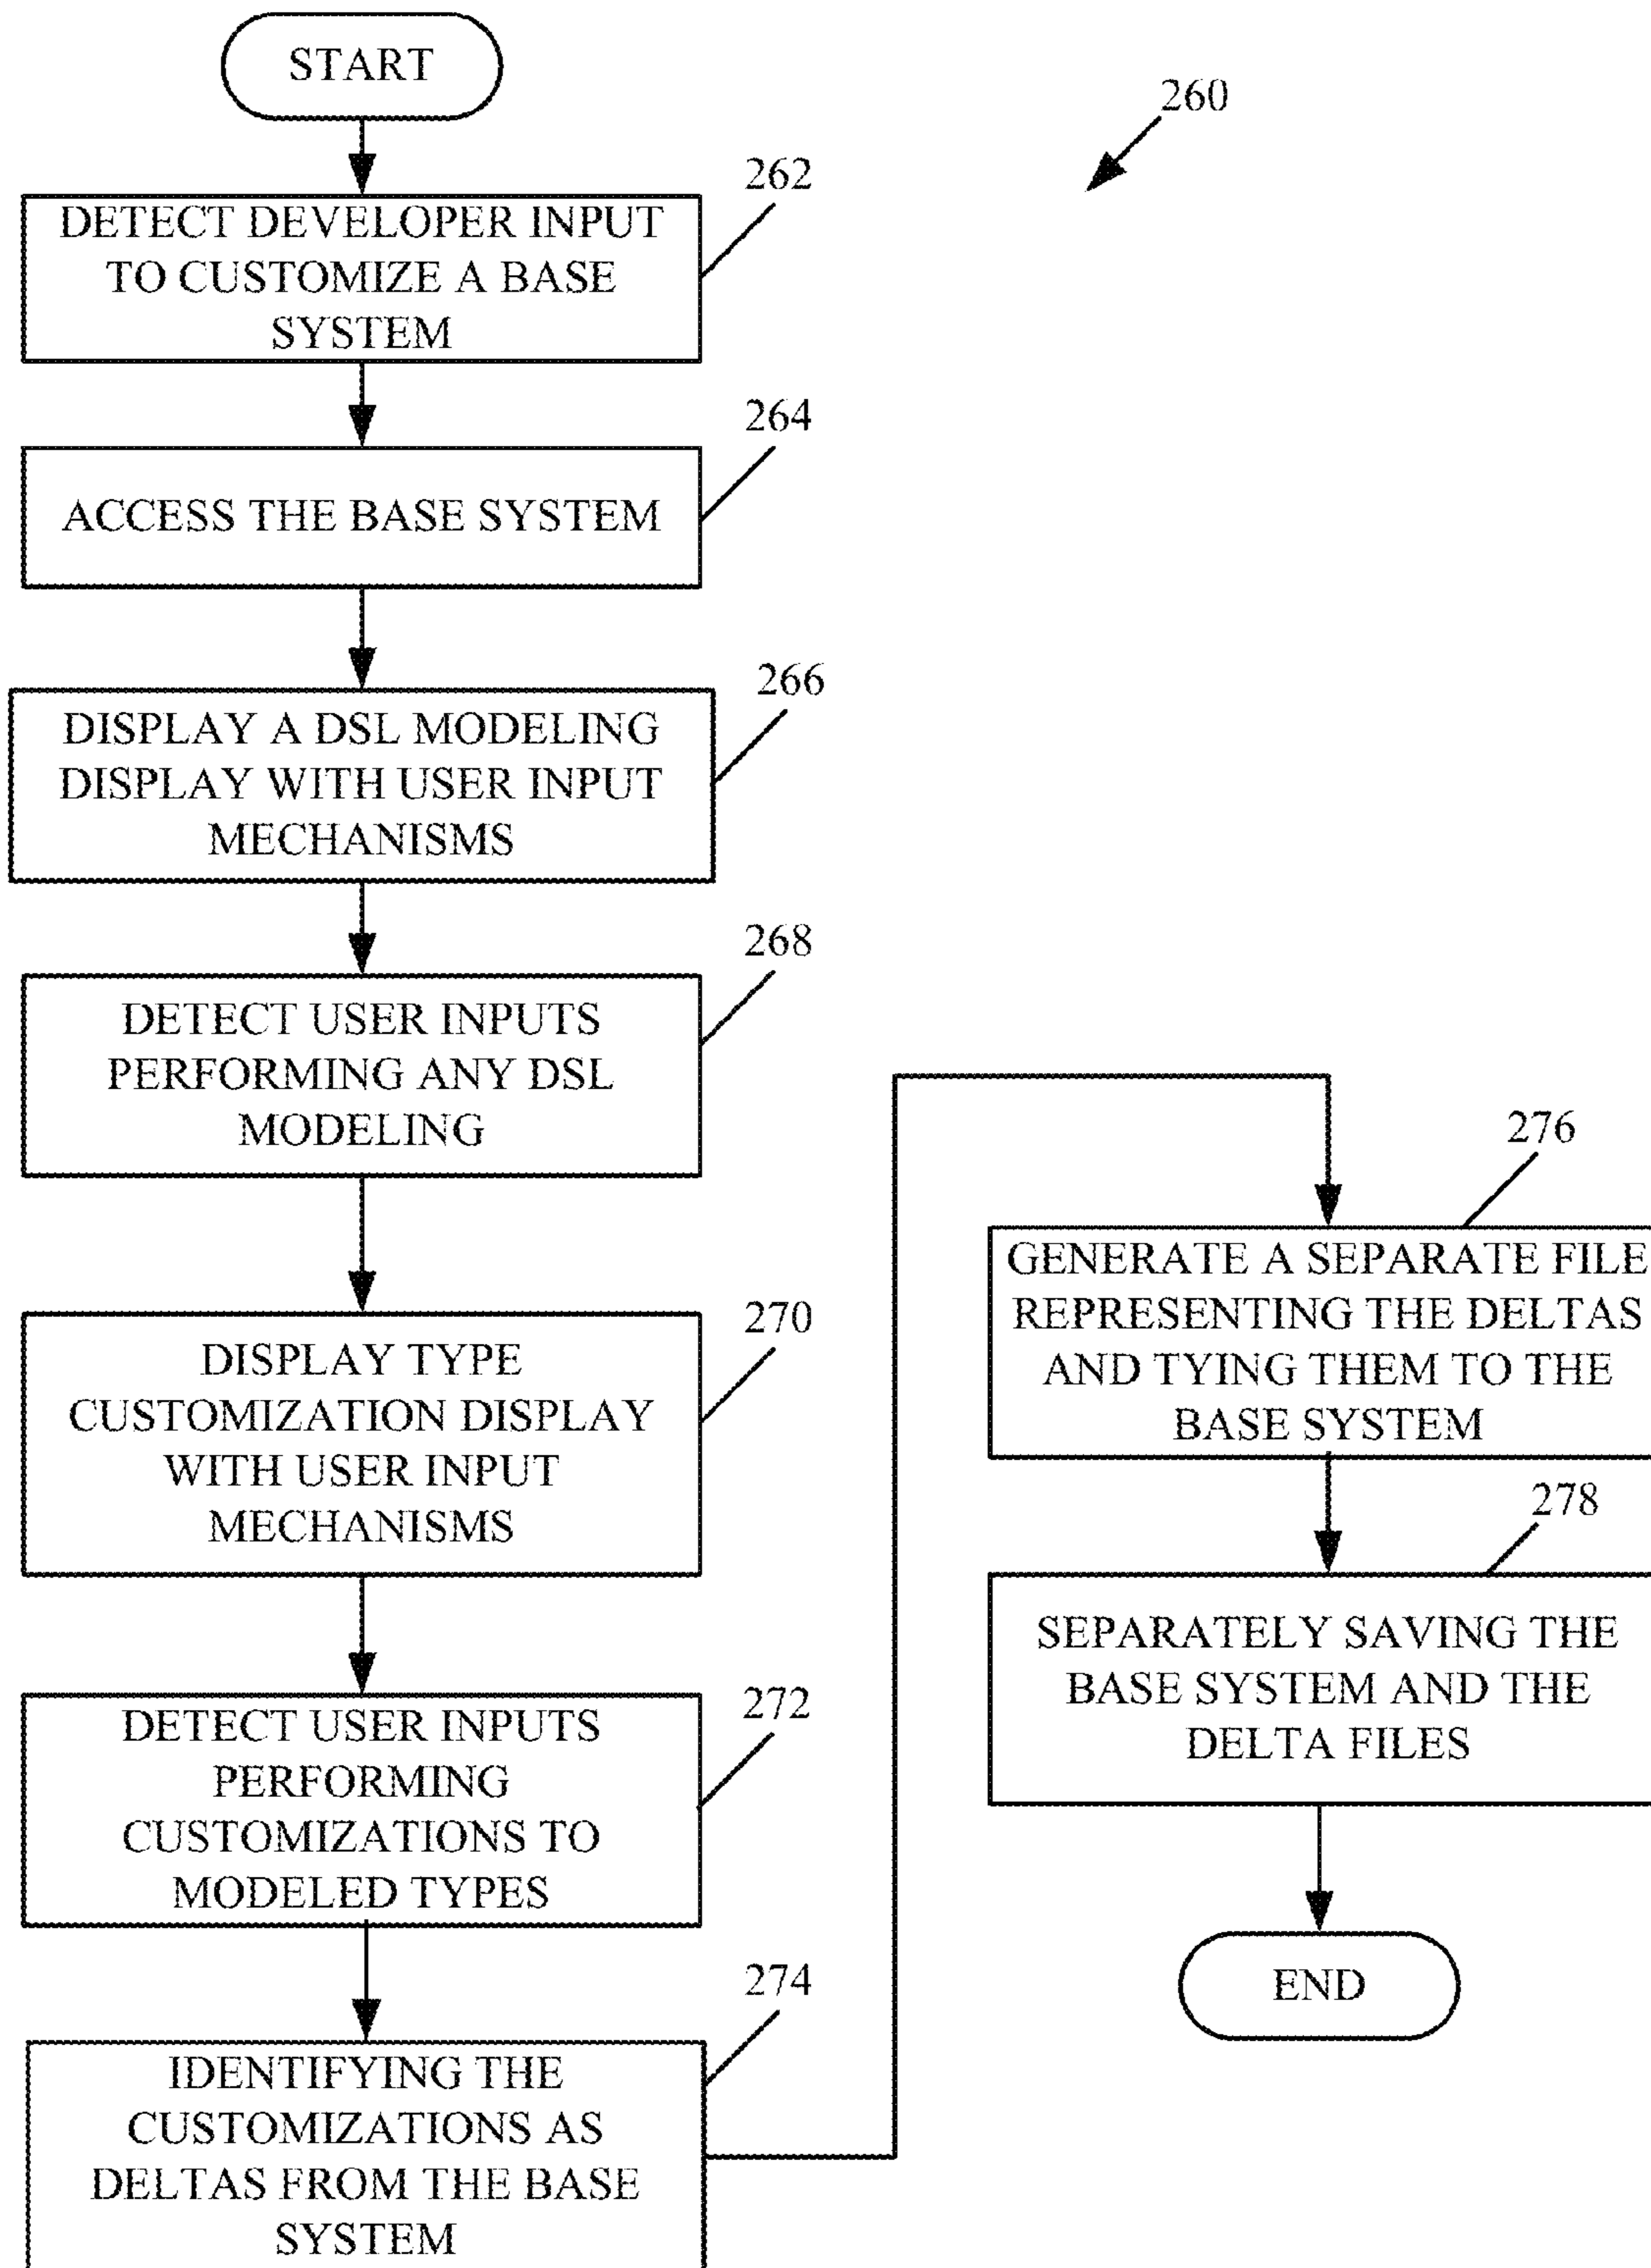 START
260
262
DETECT DEVELOPER INPUT
TO CUSTOMIZE A BASE
SYSTEM
264
ACCESS THE BASE SYSTEM
266
DISPLAY A DSL MODELING
DISPLAY WITH USER INPUT
MECHANISMS
268
DETECT USER INPUTS
PERFORMING ANY DSL
MODELING
270
DISPLAY TYPE
CUSTOMIZATION DISPLAY
WITH USER INPUT
MECHANISMS
272
DETECT USER INPUTS
PERFORMING
CUSTOMIZATIONS TO
MODELED TYPES
274
IDENTIFYING THE
CUSTOMIZATIONS AS
DELTAS FROM THE BASE
SYSTEM
276
GENERATE A SEPARATE FILE
REPRESENTING THE DELTAS
AND TYING THEM TO THE
BASE SYSTEM
278
SEPARATELY SAVING THE
BASE SYSTEM AND THE
DELTA FILES
END